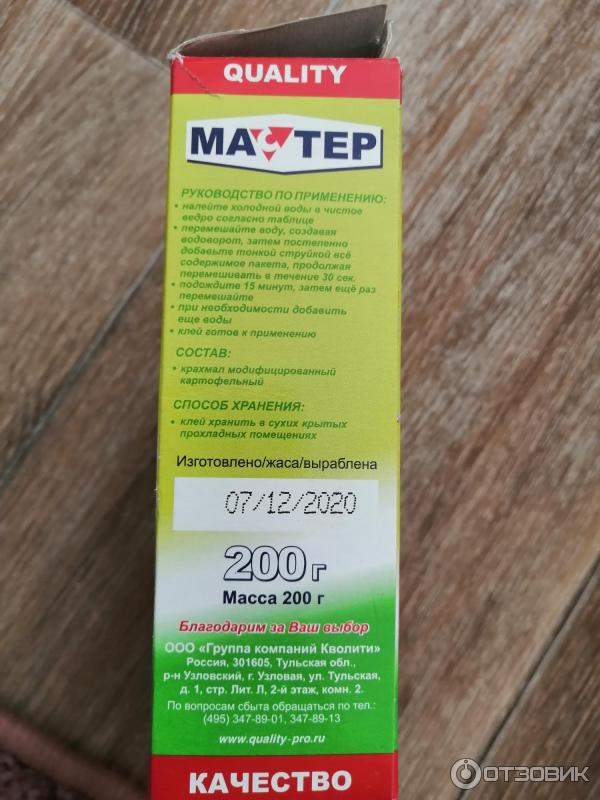 QUALITY
МАСТЕР
РУКОВОДСТВО ПО ПРИМЕНЕНИЮ:
• налейте холодной воды в чистое
ведро согласно таблице
• перемешайте воду, создавая
водоворот, затем постепенно
добавьте тонкой струйкой всё
содержимое пакета, продолжая
перемешивать в течение 30 сек.
• подождите 15 минут, затем ещё раз
перемешайте
• при необходимости добавить
еще воды
• клей готов к применению
СОСТАВ:
• крахмал модифицированный
картофельный
СПОСОБ ХРАНЕНИЯ:
• клей хранить в сухих крытых
прохладных помещениях
Изготовлено/жаса/выраблена
07/12/2020
200 г
Масса 200 г
Благодарим за Ваш выбор
ООО «Группа компаний Кволити»
Россия, 301605, Тульская обл.,
р-н Узловский, г. Узловая, ул. Тульская,
д. 1, стр. Лит. Л, 2-й этаж, комн. 2.
По вопросам сбыта обращаться по тел.:
(495) 347-89-01, 347-89-13
www.quality-pro.ru
КАЧЕСТВО
ОТЗОВИК